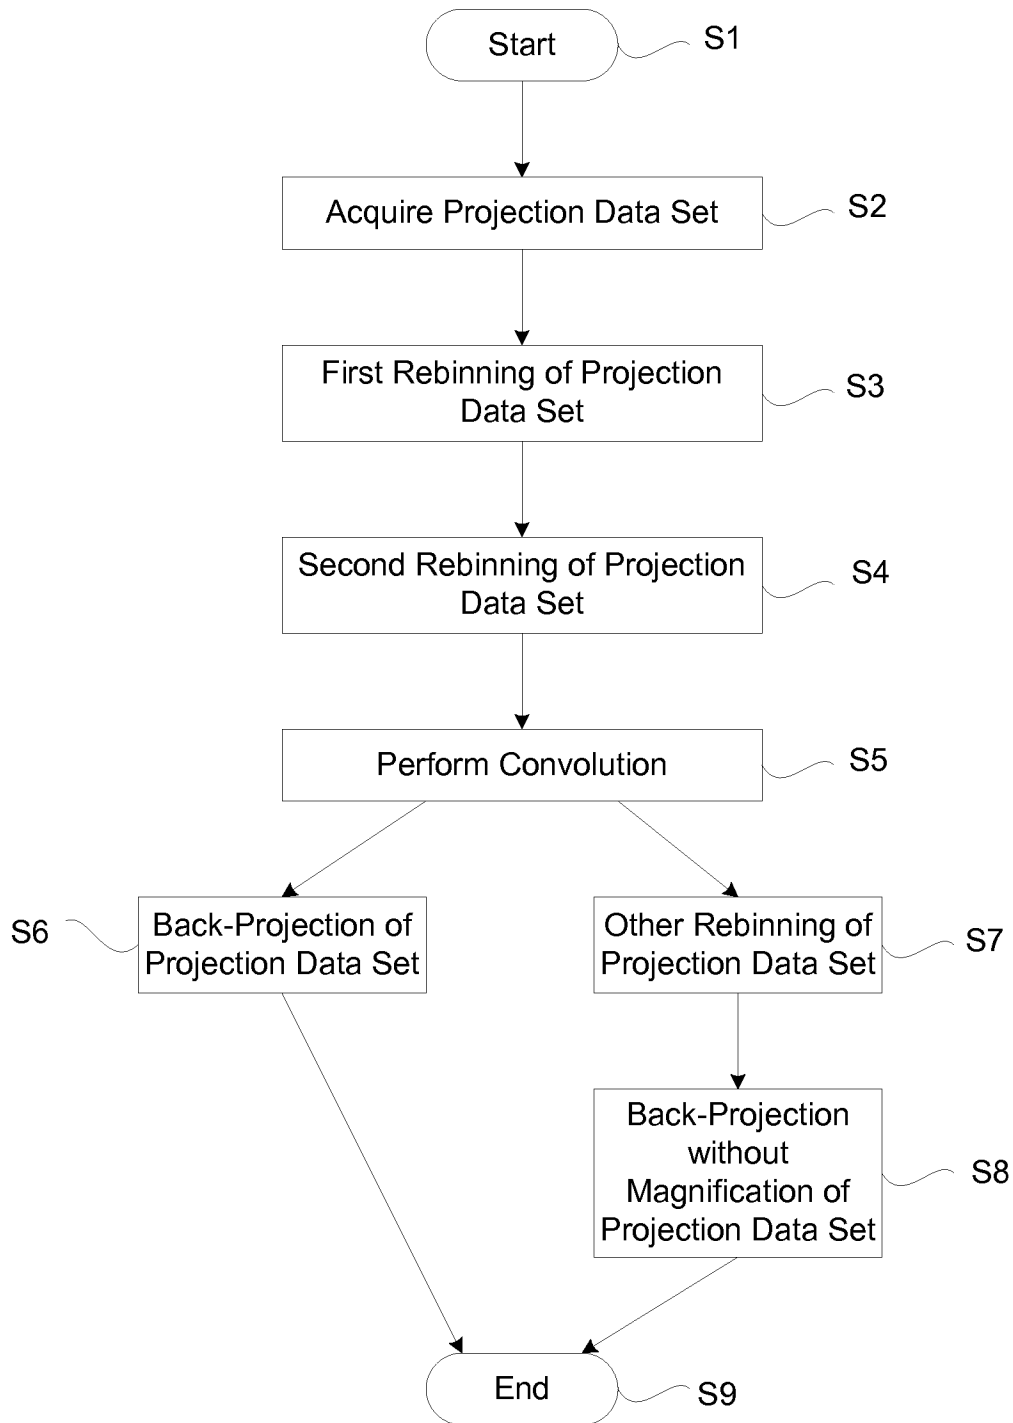 Start
S1
Acquire Projection Data Set
S2
First Rebinning of Projection
Data Set
S3
Second Rebinning of Projection
Data Set
S4
Perform Convolution
S5
S6
Back-Projection of
Projection Data Set
Other Rebinning of
Projection Data Set
S7
Back-Projection
without
Magnification of
Projection Data Set
S8
End
S9